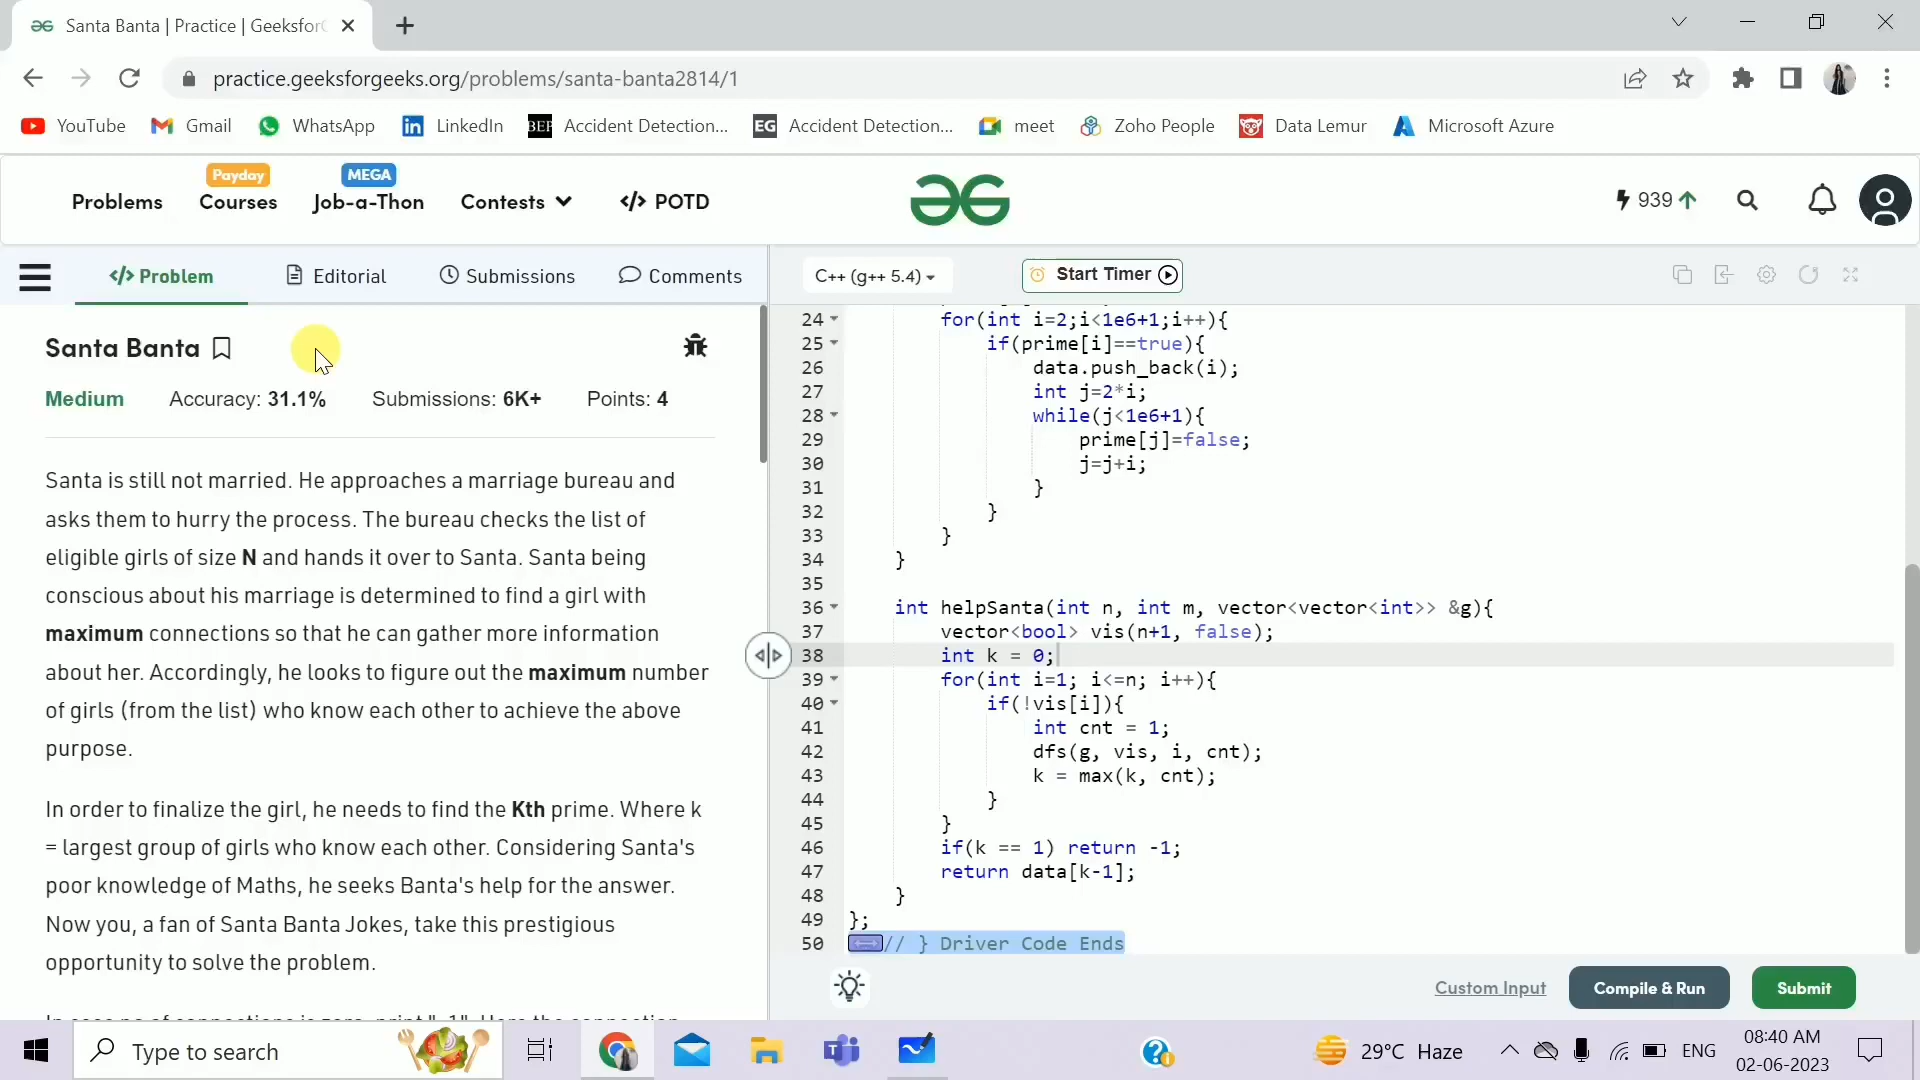 Santa Banta | Practice | GeeksforG
practice.geeksforgeeks.org/problems/santa-banta2814/1
YouTube Gmail WhatsApp LinkedIn BEP Accident Detection... EG Accident Detection... meet Zoho People Data Lemur Microsoft Azure
Payday MEGA
Problems Courses Job-a-Thon Contests </> POTD 939
</> Problem Editorial Submissions Comments
C++ (g++ 5.4) Start Timer
Santa Banta
Medium Accuracy: 31.1% Submissions: 6K+ Points: 4
Santa is still not married. He approaches a marriage bureau and
asks them to hurry the process. The bureau checks the list of
eligible girls of size N and hands it over to Santa. Santa being
conscious about his marriage is determined to find a girl with
maximum connections so that he can gather more information
about her. Accordingly, he looks to figure out the maximum number
of girls (from the list) who know each other to achieve the above
purpose.
In order to finalize the girl, he needs to find the Kth prime. Where k
= largest group of girls who know each other. Considering Santa's
poor knowledge of Maths, he seeks Banta's help for the answer.
Now you, a fan of Santa Banta Jokes, take this prestigious
opportunity to solve the problem.
24 for(int i=2;i<1e6+1;i++){
25 if(prime[i]==true){
26 data.push_back(i);
27 int j=2*i;
28 while(j<1e6+1){
29 prime[j]=false;
30 j=j+i;
31 }
32 }
33 }
34 }
35
36 int helpSanta(int n, int m, vector<vector<int>> &g){
37 vector<bool> vis(n+1, false);
38 int k = 0;
39 for(int i=1; i<=n; i++){
40 if(!vis[i]){
41 int cnt = 1;
42 dfs(g, vis, i, cnt);
43 k = max(k, cnt);
44 }
45 }
46 if(k == 1) return -1;
47 return data[k-1];
48 }
49 };
50 // } Driver Code Ends
Custom Input Compile & Run Submit
Type to search
29°C Haze ENG 08:40 AM
02-06-2023